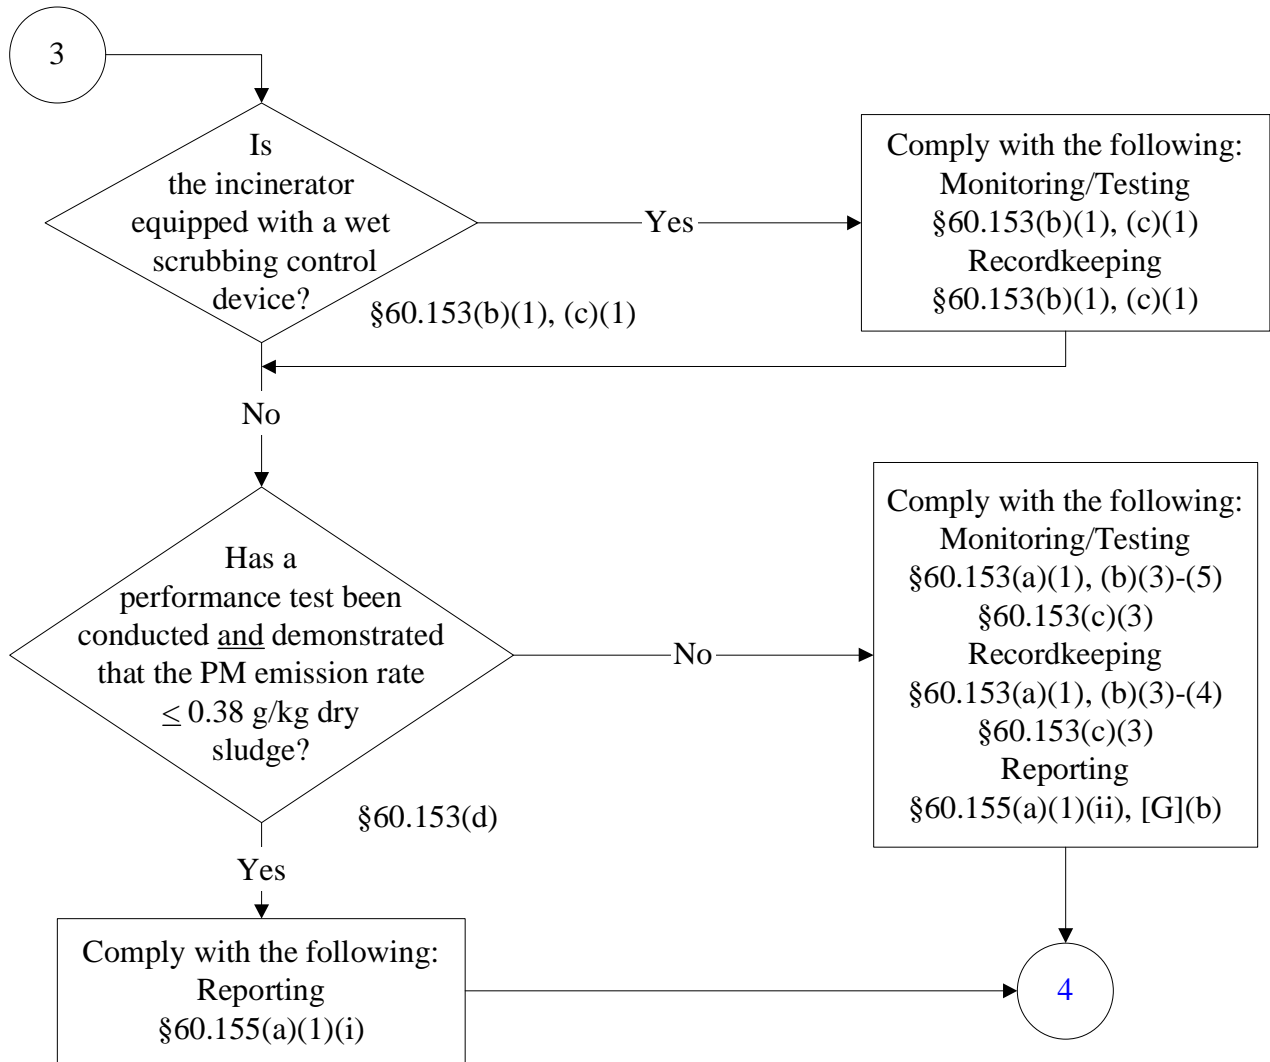 3
Is
the incinerator
equipped with a wet
scrubbing control
device?
§60.153(b)(1), (c)(1)
Yes
Comply with the following:
Monitoring/Testing
§60.153(b)(1), (c)(1)
Recordkeeping
§60.153(b)(1), (c)(1)
No
Has a
performance test been
conducted and demonstrated
that the PM emission rate
≤ 0.38 g/kg dry
sludge?
§60.153(d)
No
Comply with the following:
Monitoring/Testing
§60.153(a)(1), (b)(3)-(5)
§60.153(c)(3)
Recordkeeping
§60.153(a)(1), (b)(3)-(4)
§60.153(c)(3)
Reporting
§60.155(a)(1)(ii), [G](b)
Yes
Comply with the following:
Reporting
§60.155(a)(1)(i)
4